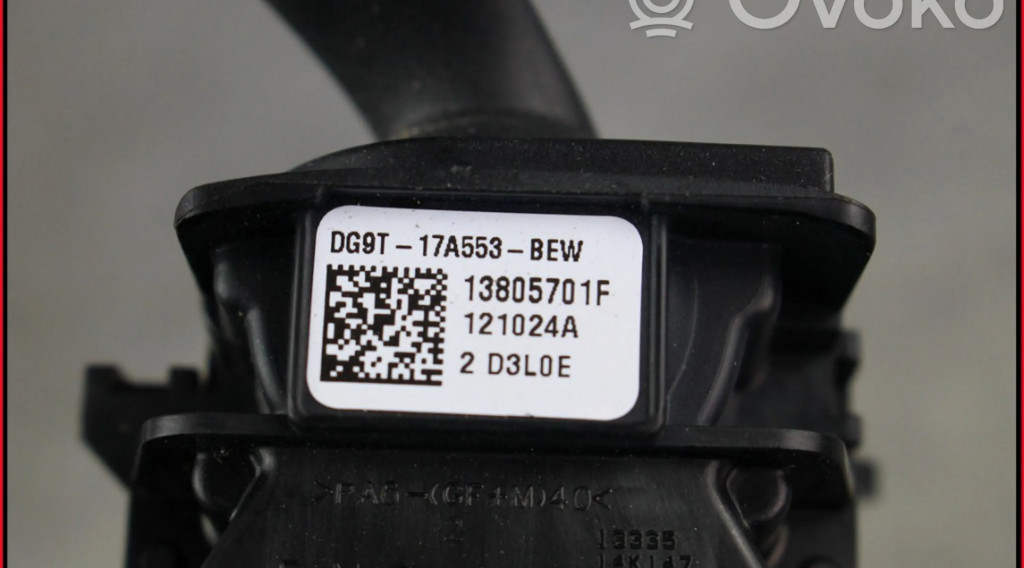 OVOKO
DG9T-17A553-BEW
13805701F
121024A
2 D3L0E
>PA6-(GF+M)40<
13335